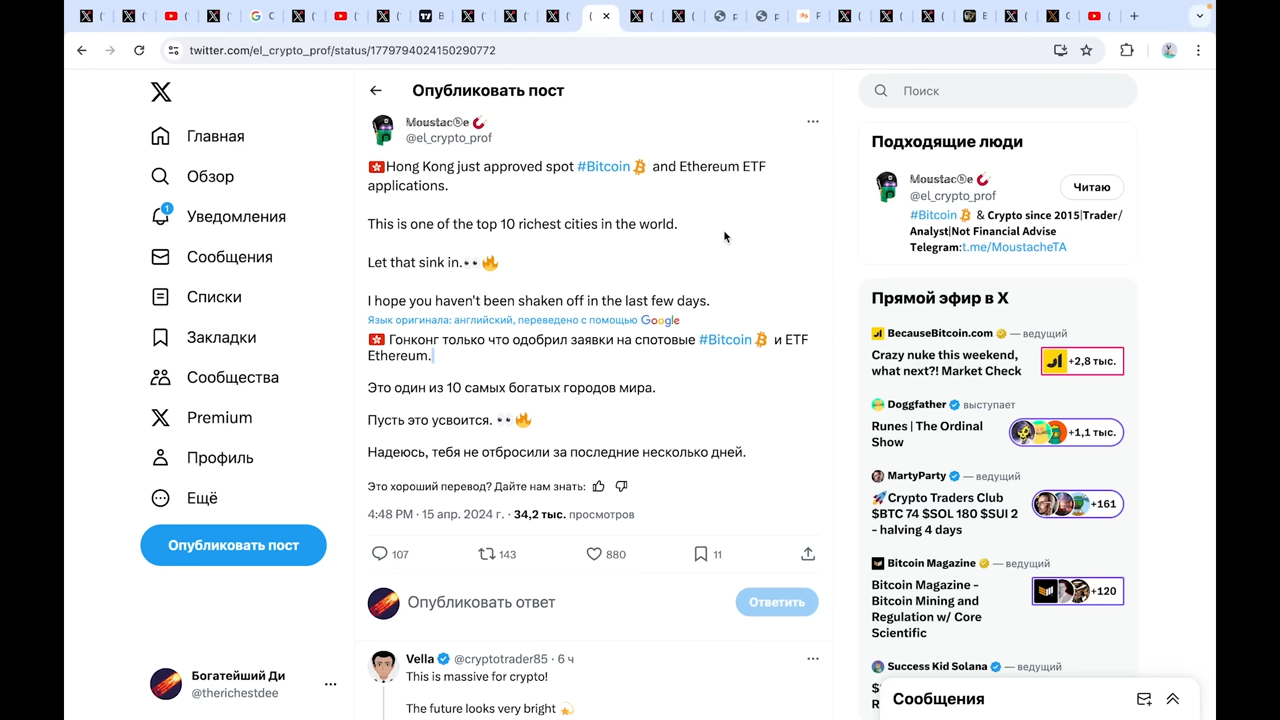 twitter.com/el_crypto_prof/status/1779794024150290772
Главная
Обзор
1
Уведомления
Сообщения
Списки
Закладки
Сообщества
Premium
Профиль
Ещё
Опубликовать пост
Богатейший Ди
@therichestdee
Опубликовать пост
Moustacⓗe
@el_crypto_prof
Hong Kong just approved spot #Bitcoin and Ethereum ETF
applications.
This is one of the top 10 richest cities in the world.
Let that sink in.
I hope you haven't been shaken off in the last few days.
Язык оригинала: английский, переведено с помощью Google
Гонконг только что одобрил заявки на спотовые #Bitcoin и ETF
Ethereum.
Это один из 10 самых богатых городов мира.
Пусть это усвоится.
Надеюсь, тебя не отбросили за последние несколько дней.
Это хороший перевод? Дайте нам знать:
4:48 PM · 15 апр. 2024 г. · 34,2 тыс. просмотров
107 143 880 11
Опубликовать ответ
Ответить
Vella @cryptotrader85 · 6 ч
This is massive for crypto!
The future looks very bright
Поиск
Подходящие люди
Moustacⓗe
@el_crypto_prof
Читаю
#Bitcoin & Crypto since 2015|Trader/
Analyst|Not Financial Advise
Telegram:t.me/MoustacheTA
Прямой эфир в X
BecauseBitcoin.com — ведущий
Crazy nuke this weekend,
what next?! Market Check
+2,8 тыс.
Doggfather выступает
Runes | The Ordinal
Show
+1,1 тыс.
MartyParty — ведущий
Crypto Traders Club
$BTC 74 $SOL 180 $SUI 2
- halving 4 days
+161
Bitcoin Magazine — ведущий
Bitcoin Magazine -
Bitcoin Mining and
Regulation w/ Core
Scientific
+120
Success Kid Solana — ведущий
Сообщения